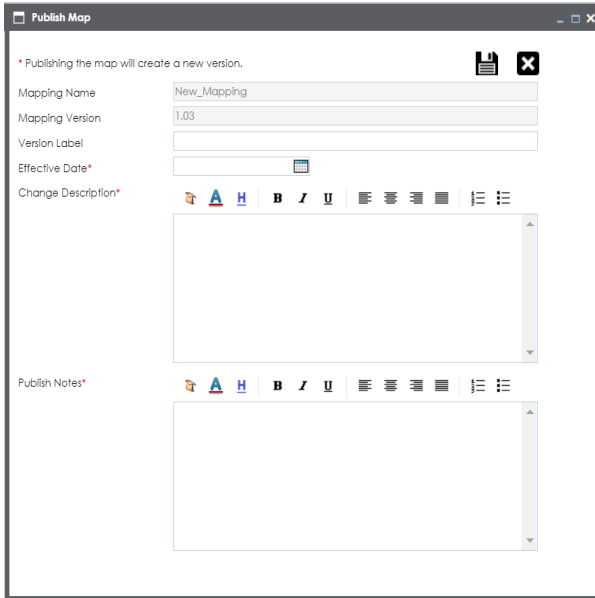 Publish Map
* Publishing the map will create a new version.
Mapping Name
New_Mapping
Mapping Version
1.03
Version Label
Effective Date*
Change Description*
A H B I U
Publish Notes*
A H B I U